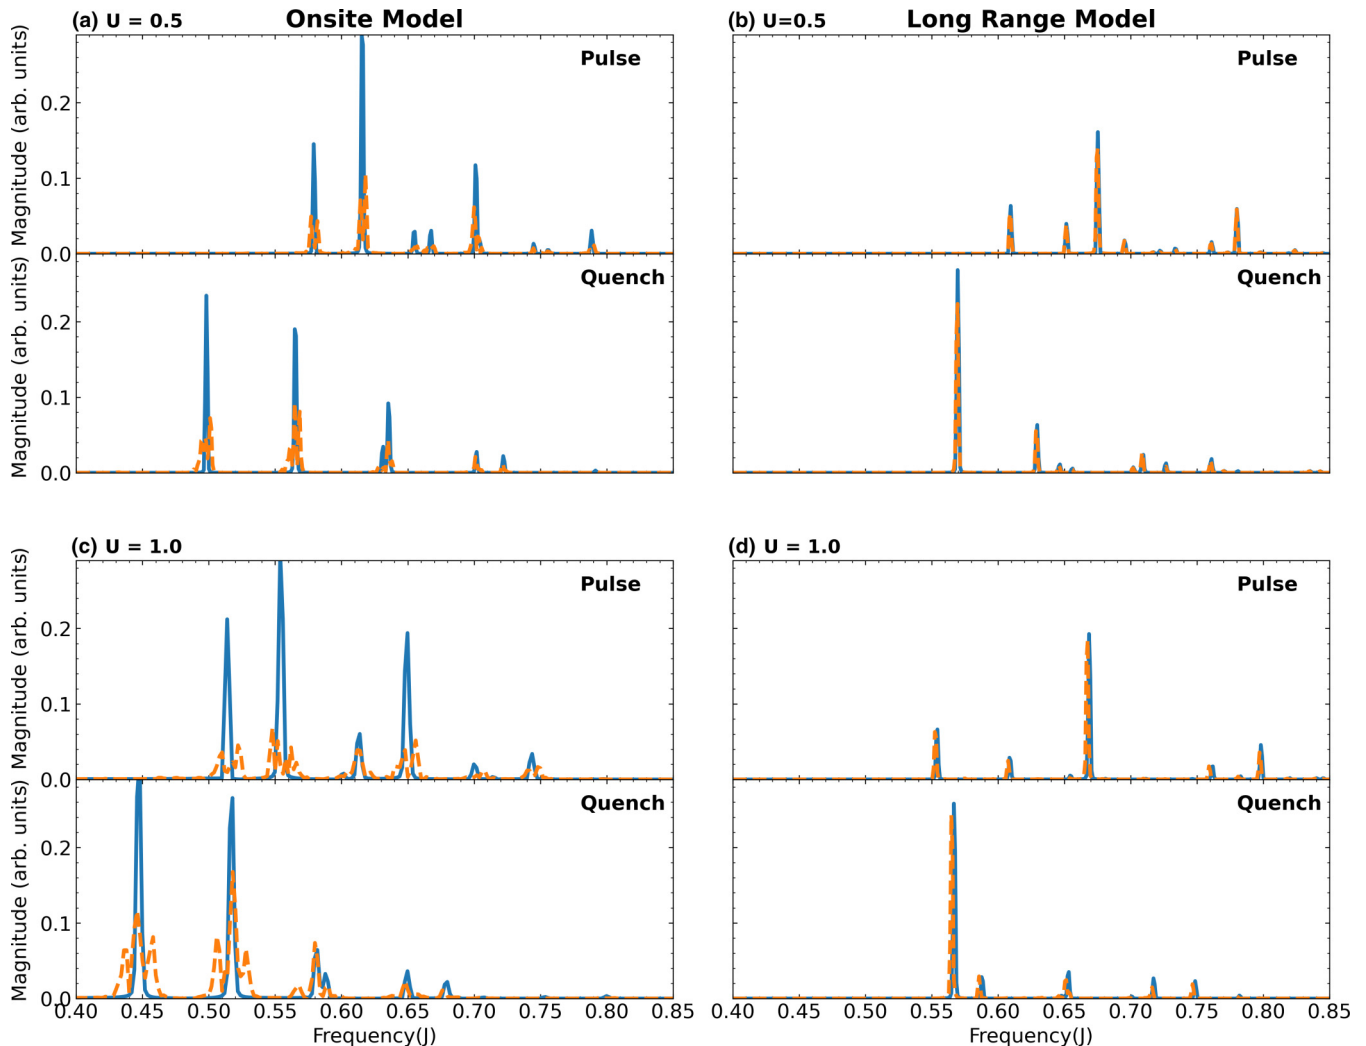 (a) U = 0.5 Onsite Model
(b) U=0.5 Long Range Model
Pulse
Pulse
Magnitude (arb. units)
0.2
0.1
0.0
Quench
Quench
Magnitude (arb. units)
0.2
0.1
0.0
(c) U = 1.0
(d) U = 1.0
Pulse
Pulse
Magnitude (arb. units)
0.2
0.1
0.0
Quench
Quench
Magnitude (arb. units)
0.2
0.1
0.0
0.40 0.45 0.50 0.55 0.60 0.65 0.70 0.75 0.80 0.85
0.40 0.45 0.50 0.55 0.60 0.65 0.70 0.75 0.80 0.85
Frequency(J)
Frequency(J)